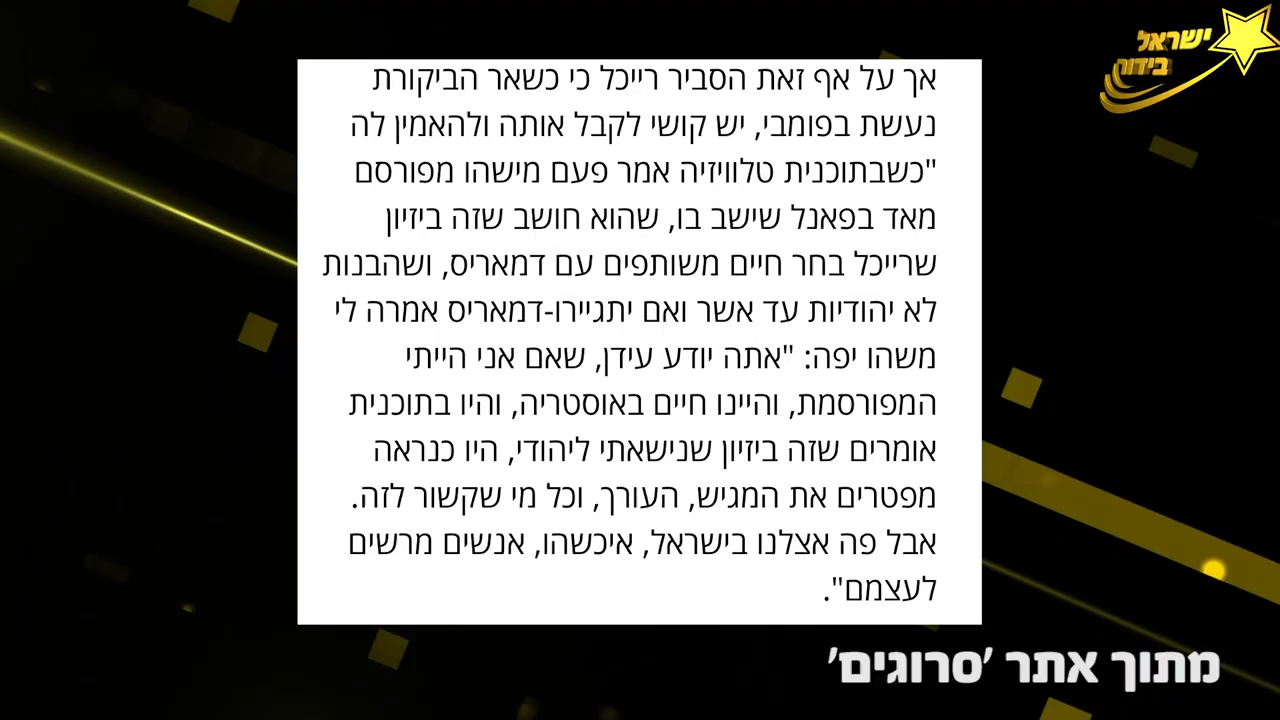 ישראל
בידור
אך על אף זאת הסביר רייכל כי כשאר הביקורת
נעשת בפומבי, יש קושי לקבל אותה ולהאמין לה
"כשבתוכנית טלוויזיה אמר פעם מישהו מפורסם
מאד בפאנל שישב בו, שהוא חושב שזה ביזיון
שרייכל בחר חיים משותפים עם דמאריס, ושהבנות
לא יהודיות עד אשר ואם יתגיירו-דמאריס אמרה לי
משהו יפה: "אתה יודע עידן, שאם אני הייתי
המפורסמת, והיינו חיים באוסטריה, והיו בתוכנית
אומרים שזה ביזיון שנישאתי ליהודי, היו כנראה
מפטרים את המגיש, העורך, וכל מי שקשור לזה.
אבל פה אצלנו בישראל, איכשהו, אנשים מרשים
לעצמם".
מתוך אתר 'סרוגים'